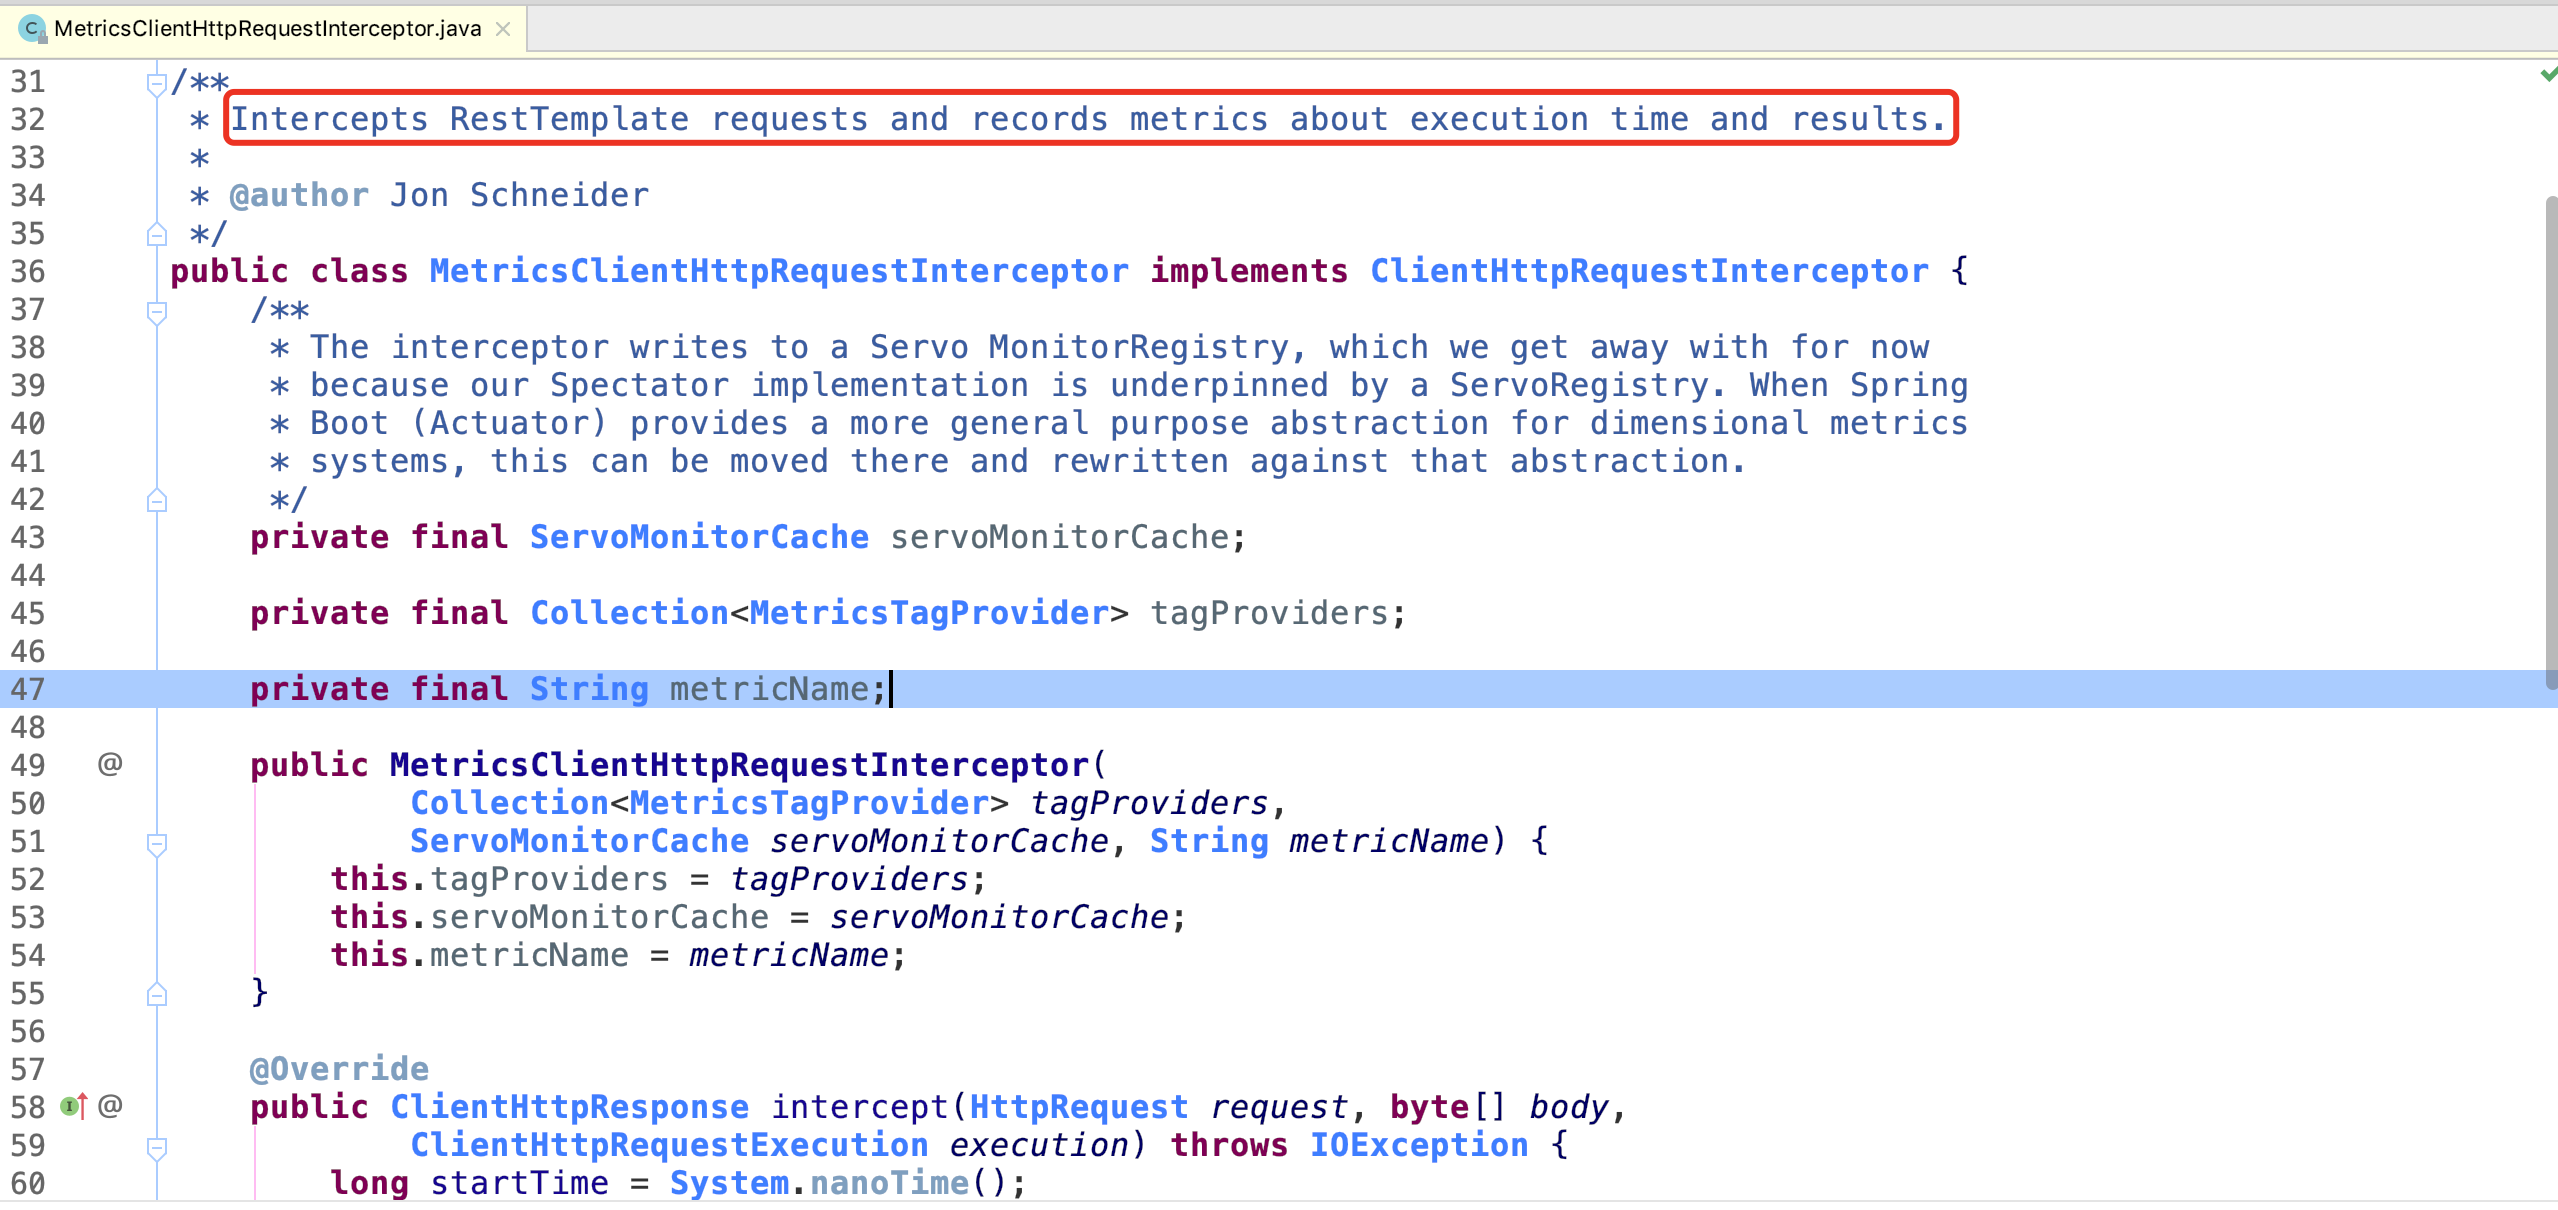 MetricsClientHttpRequestInterceptor.java
31 /**
32 * Intercepts RestTemplate requests and records metrics about execution time and results.
33 *
34 * @author Jon Schneider
35 */
36 public class MetricsClientHttpRequestInterceptor implements ClientHttpRequestInterceptor {
37 /**
38 * The interceptor writes to a Servo MonitorRegistry, which we get away with for now
39 * because our Spectator implementation is underpinned by a ServoRegistry. When Spring
40 * Boot (Actuator) provides a more general purpose abstraction for dimensional metrics
41 * systems, this can be moved there and rewritten against that abstraction.
42 */
43 private final ServoMonitorCache servoMonitorCache;
44
45 private final Collection<MetricsTagProvider> tagProviders;
46
47 private final String metricName;
48
49 @ public MetricsClientHttpRequestInterceptor(
50 Collection<MetricsTagProvider> tagProviders,
51 ServoMonitorCache servoMonitorCache, String metricName) {
52 this.tagProviders = tagProviders;
53 this.servoMonitorCache = servoMonitorCache;
54 this.metricName = metricName;
55 }
56
57 @Override
58 @ public ClientHttpResponse intercept(HttpRequest request, byte[] body,
59 ClientHttpRequestExecution execution) throws IOException {
60 long startTime = System.nanoTime();